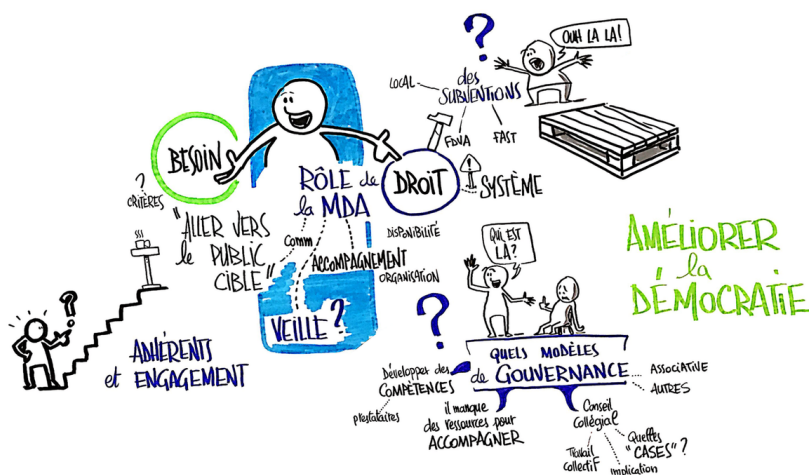 ?
OUH LA LA!
des
SUBVENTIONS
LOCAL
FDVA
FAST
BESOIN
DROIT
!
SYSTÈME
RÔLE de
la MDA
?
CRITÈRES
"ALLER VERS
le PUBLIC
CIBLE"
Comm
DISPONIBILITÉ
ACCOMPAGNEMENT
ORGANISATION
VEILLE?
AMÉLIORER
la
DÉMOCRATIE
QUI EST
LÀ?
?
ADHÉRENTS
et ENGAGEMENT
?
QUELS MODÈLES
de GOUVERNANCE
ASSOCIATIVE
AUTRES
Développer des
COMPÉTENCES
prestataires
il manque
des ressources pour
ACCOMPAGNER
Conseil
Collégial
Travail
collectif
Quelles
"CASES"?
implication